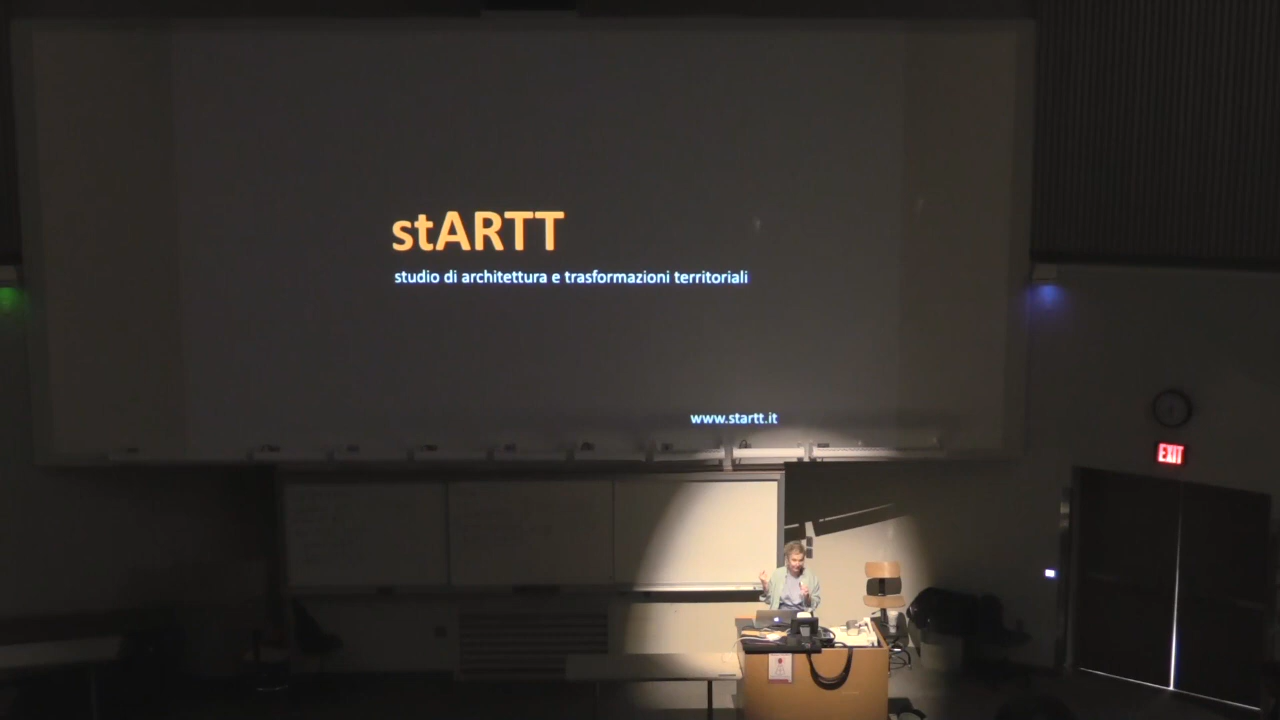 stARTT
studio di architettura e trasformazioni territoriali
www.startt.it
EXIT